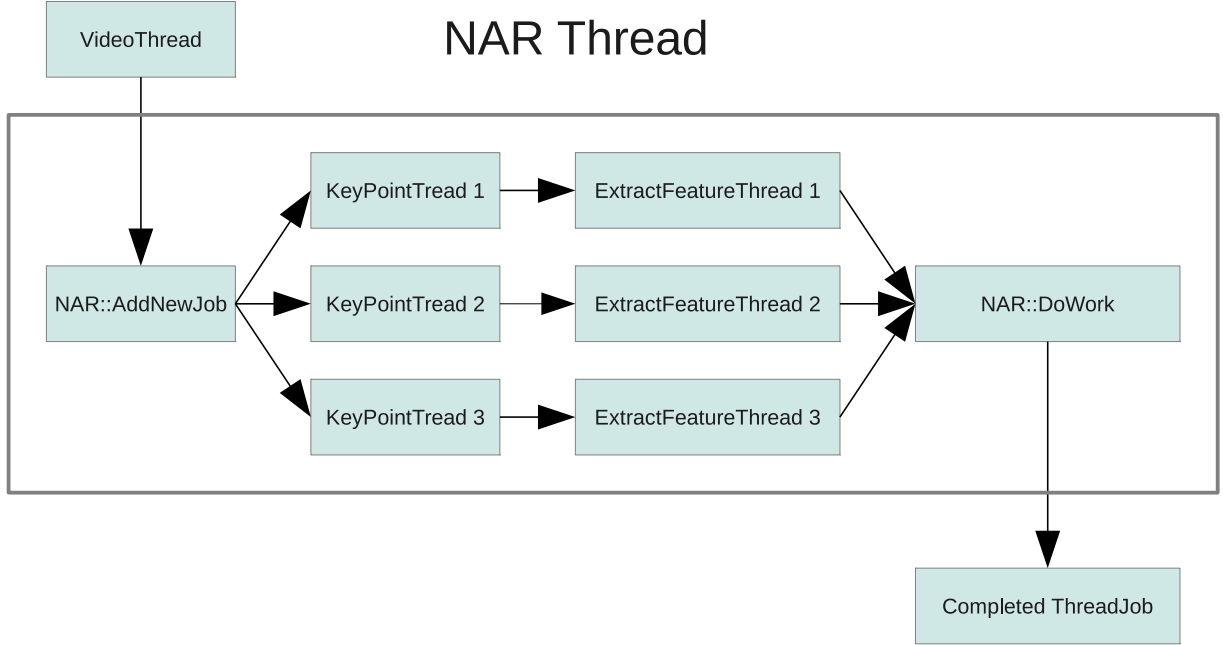 VideoThread
NAR Thread
KeyPointTread 1
ExtractFeatureThread 1
NAR::AddNewJob
KeyPointTread 2
ExtractFeatureThread 2
NAR::DoWork
KeyPointTread 3
ExtractFeatureThread 3
Completed ThreadJob